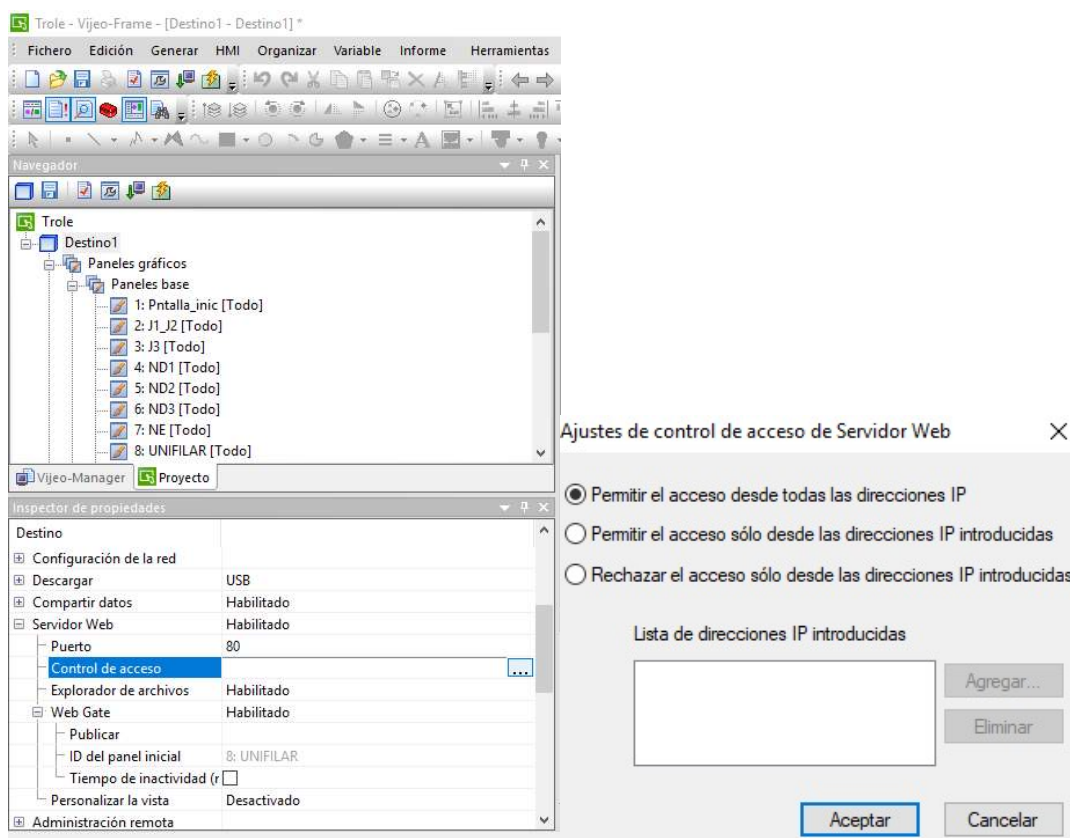 Trole - Vijeo-Frame - [Destino1 - Destino1] *
Fichero Edición Generar HMI Organizar Variable Informe Herramientas
Navegador
Trole
Destino1
Paneles gráficos
Paneles base
1: Pntalla_inic [Todo]
2: J1_J2 [Todo]
3: J3 [Todo]
4: ND1 [Todo]
5: ND2 [Todo]
6: ND3 [Todo]
7: NE [Todo]
8: UNIFILAR [Todo]
Vijeo-Manager Proyecto
Inspector de propiedades
Destino
Configuración de la red
Descargar USB
Compartir datos Habilitado
Servidor Web Habilitado
Puerto 80
Control de acceso ...
Explorador de archivos Habilitado
Web Gate Habilitado
Publicar
ID del panel inicial 8: UNIFILAR
Tiempo de inactividad (r
Personalizar la vista Desactivado
Administración remota
Ajustes de control de acceso de Servidor Web
Permitir el acceso desde todas las direcciones IP
Permitir el acceso sólo desde las direcciones IP introducidas
Rechazar el acceso sólo desde las direcciones IP introducidas
Lista de direcciones IP introducidas
Agregar...
Eliminar
Aceptar Cancelar